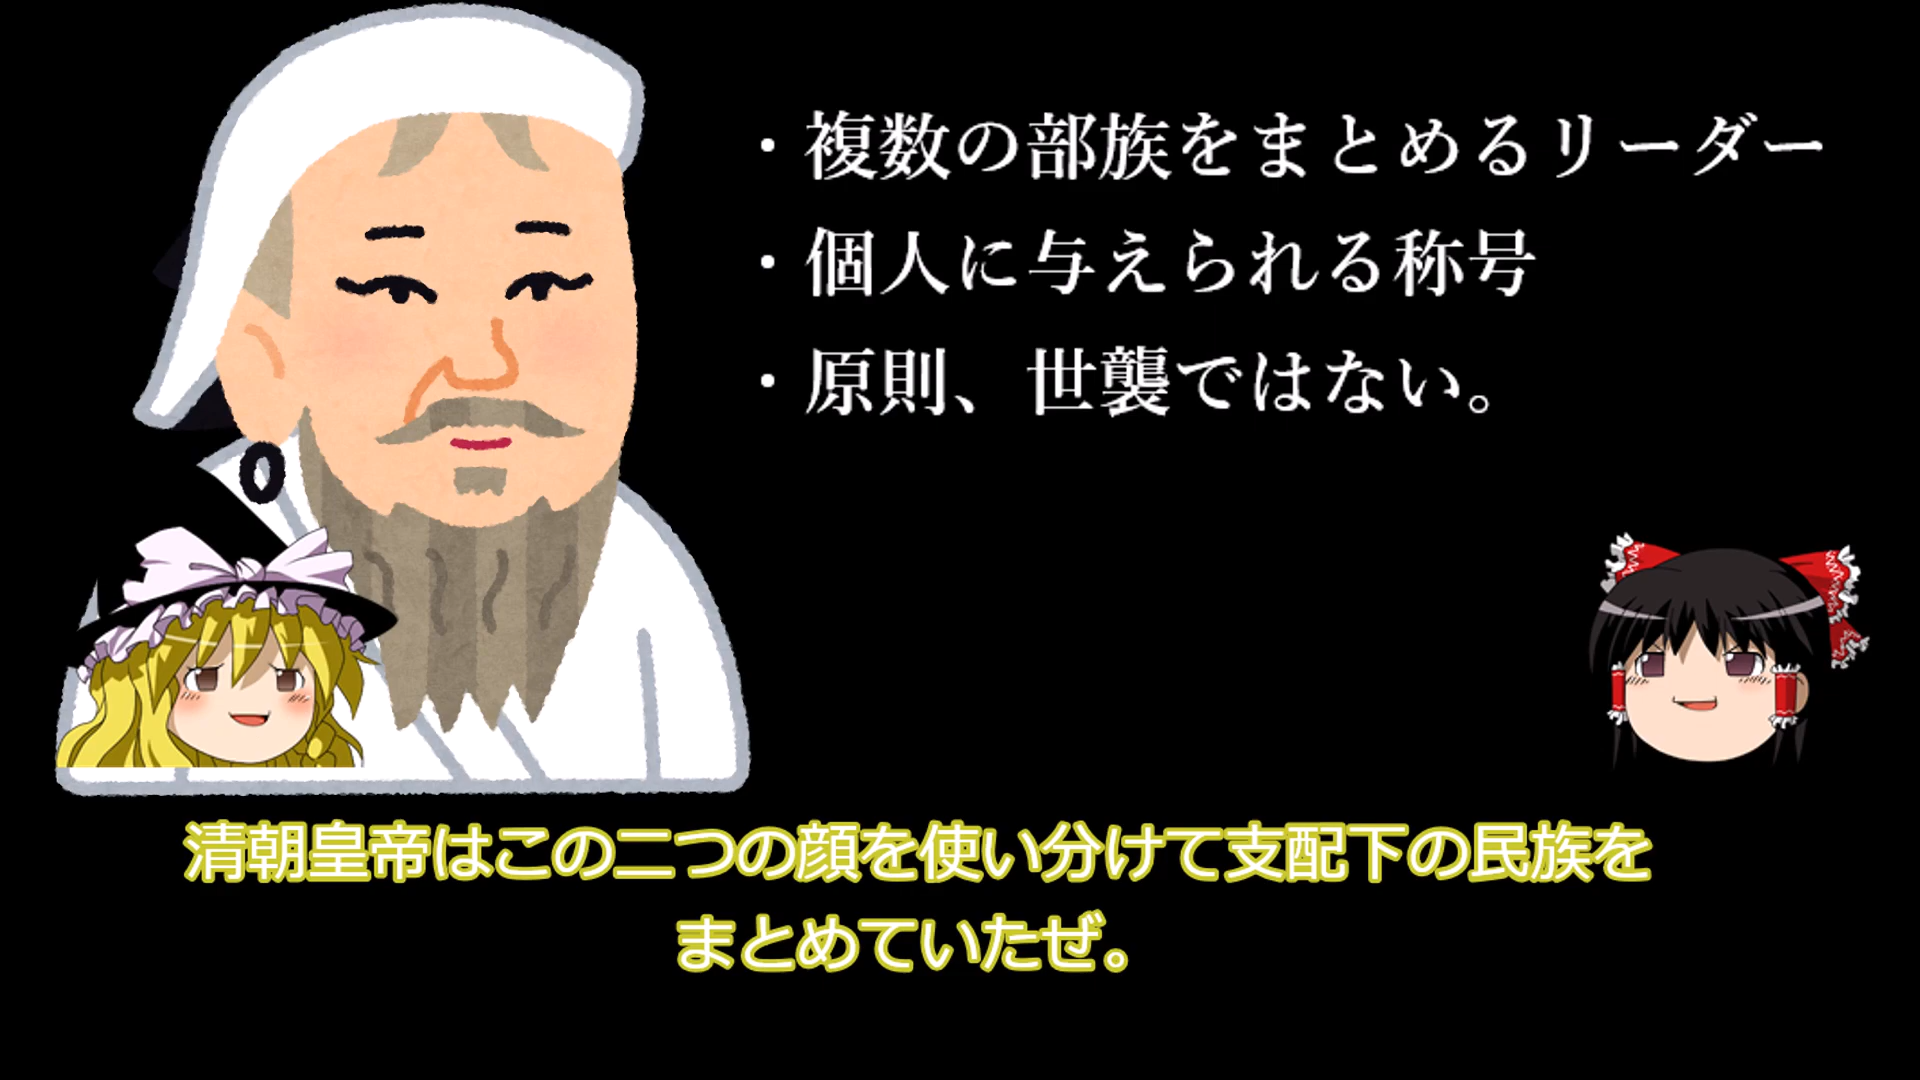 ・複数の部族をまとめるリーダー
・個人に与えられる称号
・原則、世襲ではない。
清朝皇帝はこの二つの顔を使い分けて支配下の民族を
まとめていたぜ。